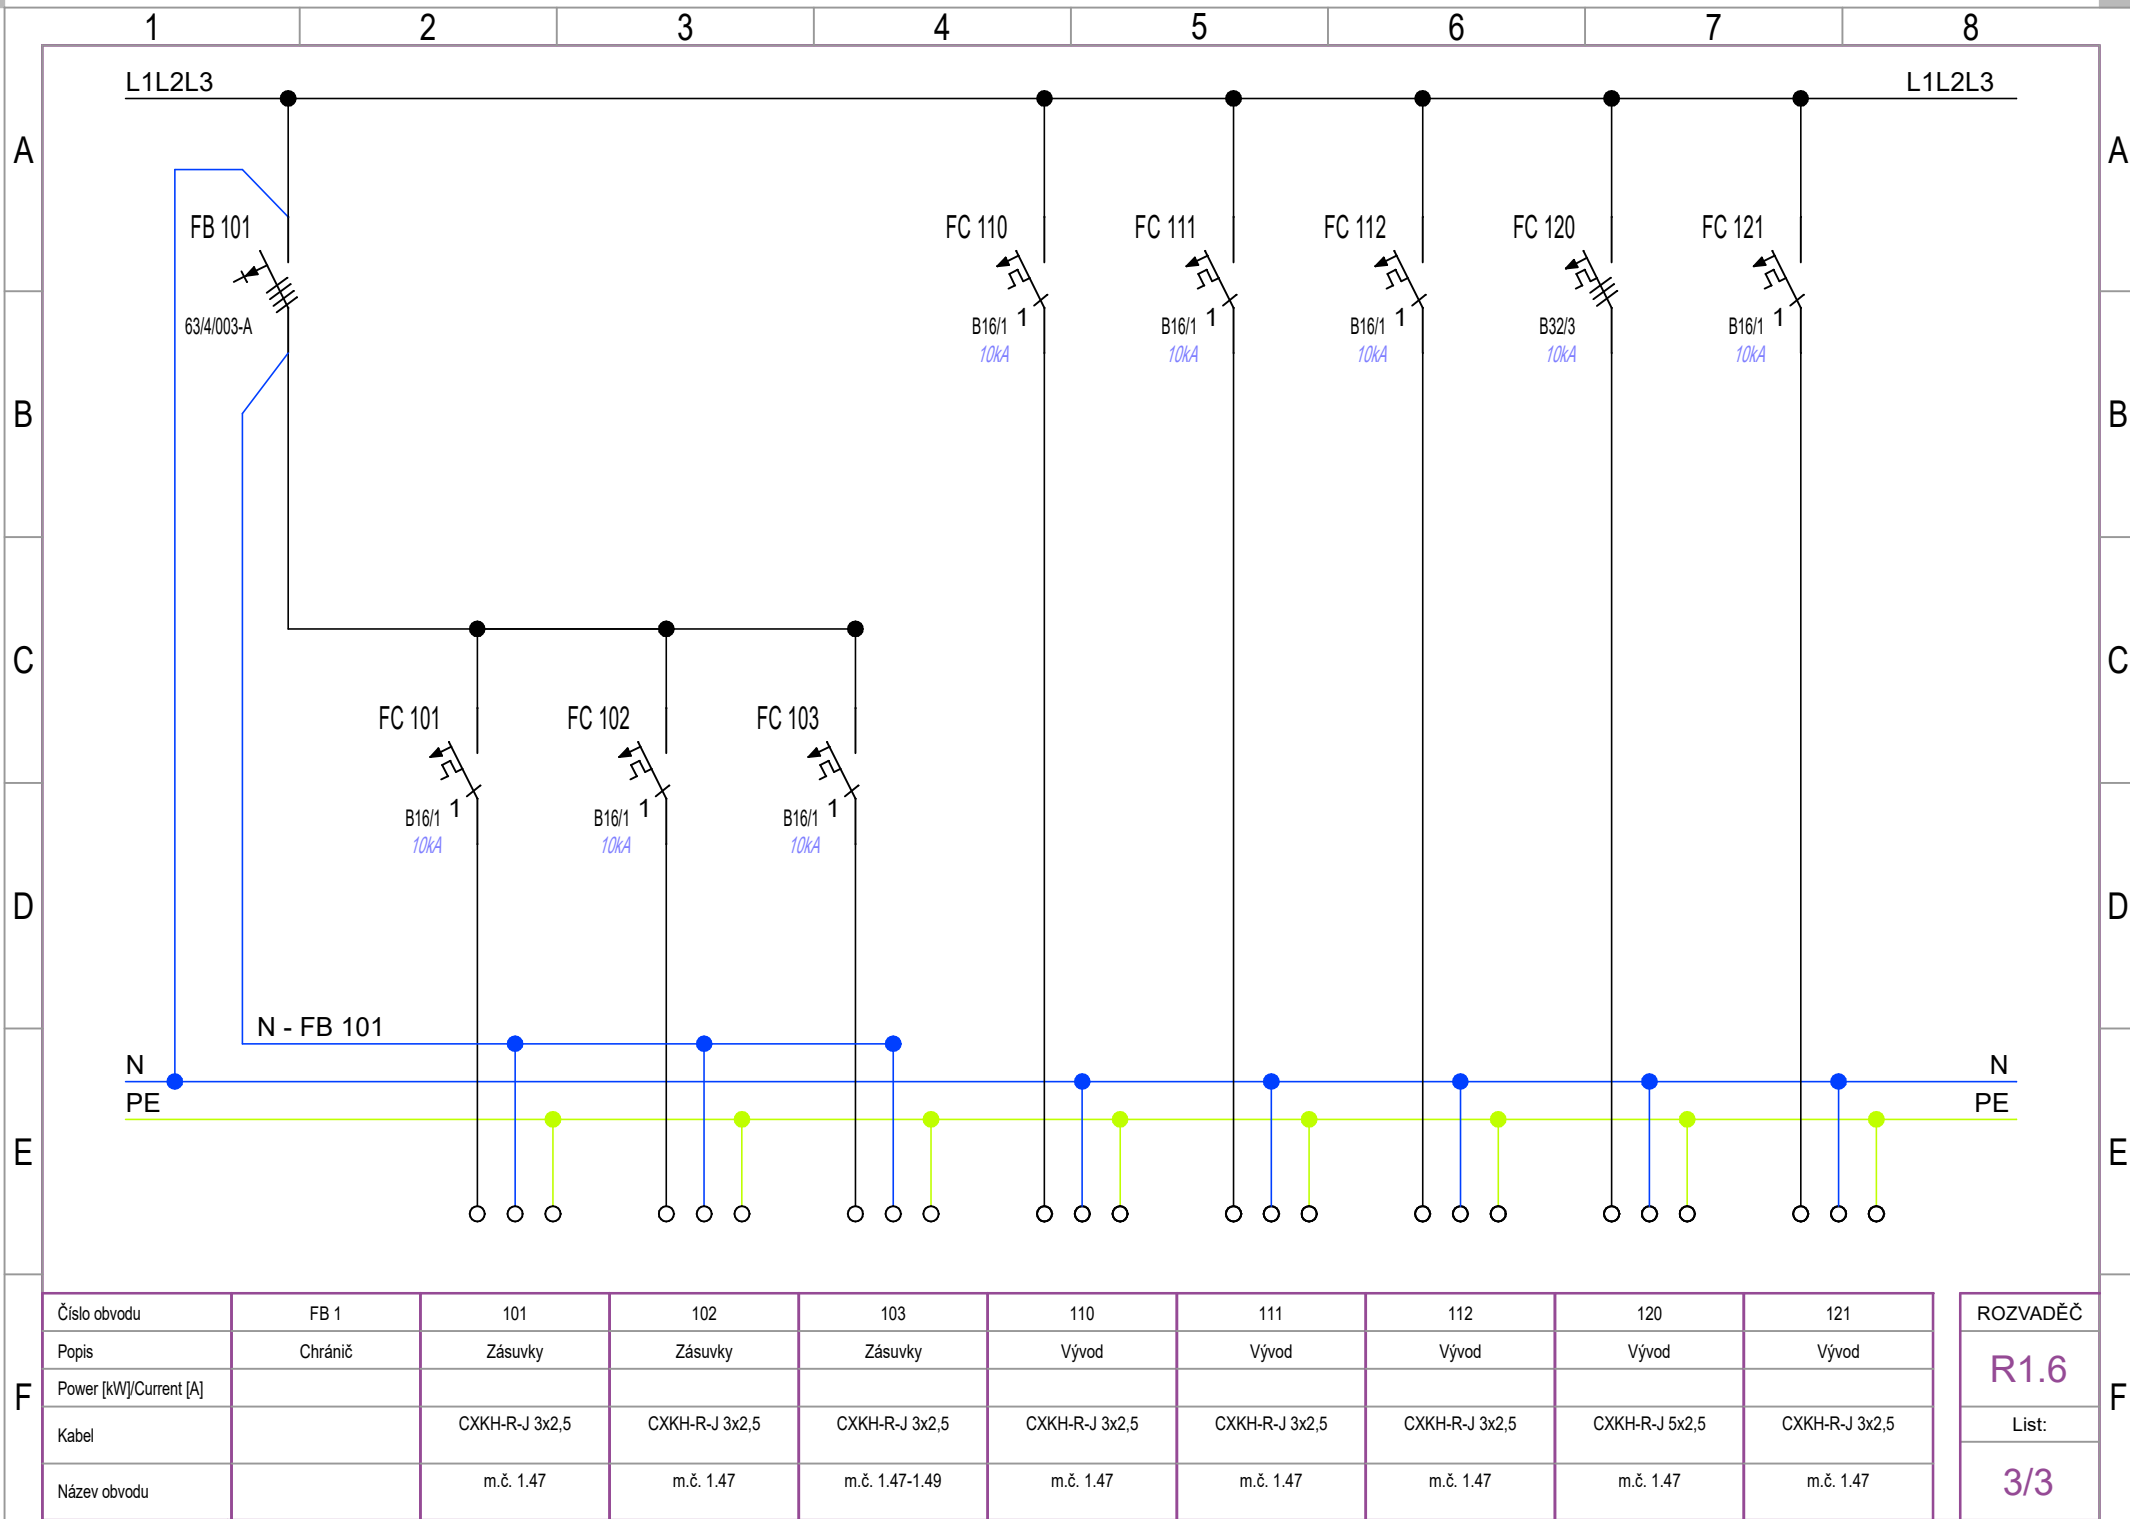 1 2 3 4 5 6 7 8
L1L2L3 L1L2L3
A A
FB 101 FC 110 FC 111 FC 112 FC 120 FC 121
63/4/003-A B16/1 1 B16/1 1 B16/1 1 B32/3 B16/1 1
10kA 10kA 10kA 10kA 10kA
B B
C C
FC 101 FC 102 FC 103
B16/1 1 B16/1 1 B16/1 1
10kA 10kA 10kA
D D
N - FB 101
N N
PE PE
E E
Číslo obvodu FB 1 101 102 103 110 111 112 120 121
Popis Chránič Zásuvky Zásuvky Zásuvky Vývod Vývod Vývod Vývod Vývod
Power [kW]/Current [A]
Kabel CXKH-R-J 3x2,5 CXKH-R-J 3x2,5 CXKH-R-J 3x2,5 CXKH-R-J 3x2,5 CXKH-R-J 3x2,5 CXKH-R-J 3x2,5 CXKH-R-J 5x2,5 CXKH-R-J 3x2,5
Název obvodu m.č. 1.47 m.č. 1.47 m.č. 1.47-1.49 m.č. 1.47 m.č. 1.47 m.č. 1.47 m.č. 1.47 m.č. 1.47
F F
ROZVADĚČ
R1.6
List:
3/3